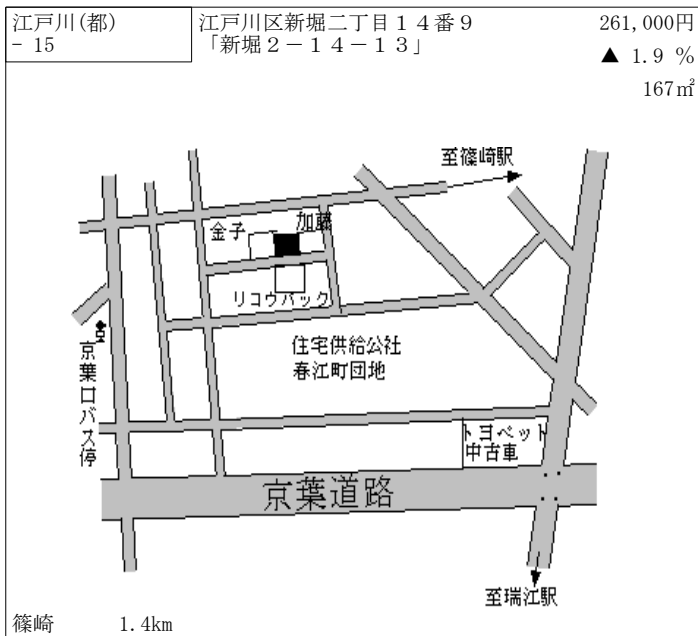 江戸川(都)
- 15
江戸川区新堀二丁目１４番９
「新堀２－１４－１３」
261,000円
▲ 1.9 %
167㎡
至篠崎駅
金子
加藤
リコウパック
住宅供給公社
春江町団地
京葉口バス停
トヨペット
中古車
京葉道路
至瑞江駅
篠崎 1.4km